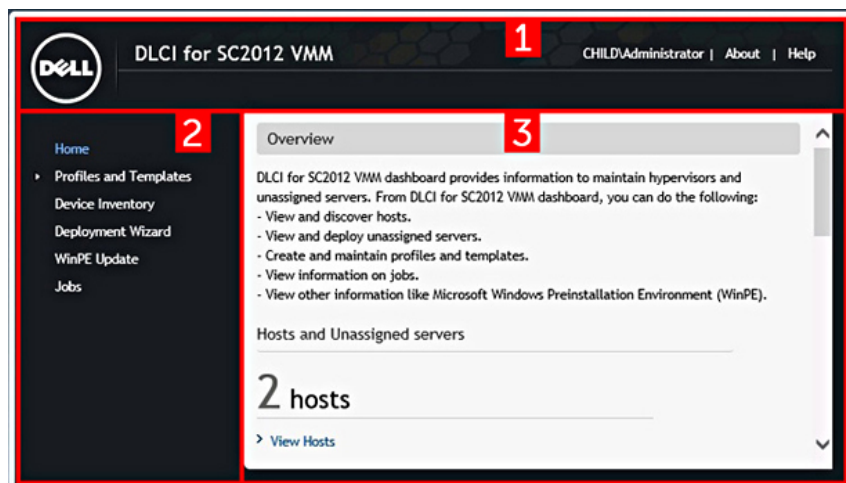 1
DELL
DLCI for SC2012 VMM
CHILD\Administrator | About | Help
2
Home
Profiles and Templates
Device Inventory
Deployment Wizard
WinPE Update
Jobs
3
Overview
DLCI for SC2012 VMM dashboard provides information to maintain hypervisors and
unassigned servers. From DLCI for SC2012 VMM dashboard, you can do the following:
- View and discover hosts.
- View and deploy unassigned servers.
- Create and maintain profiles and templates.
- View information on jobs.
- View other information like Microsoft Windows Preinstallation Environment (WinPE).
Hosts and Unassigned servers
2 hosts
View Hosts